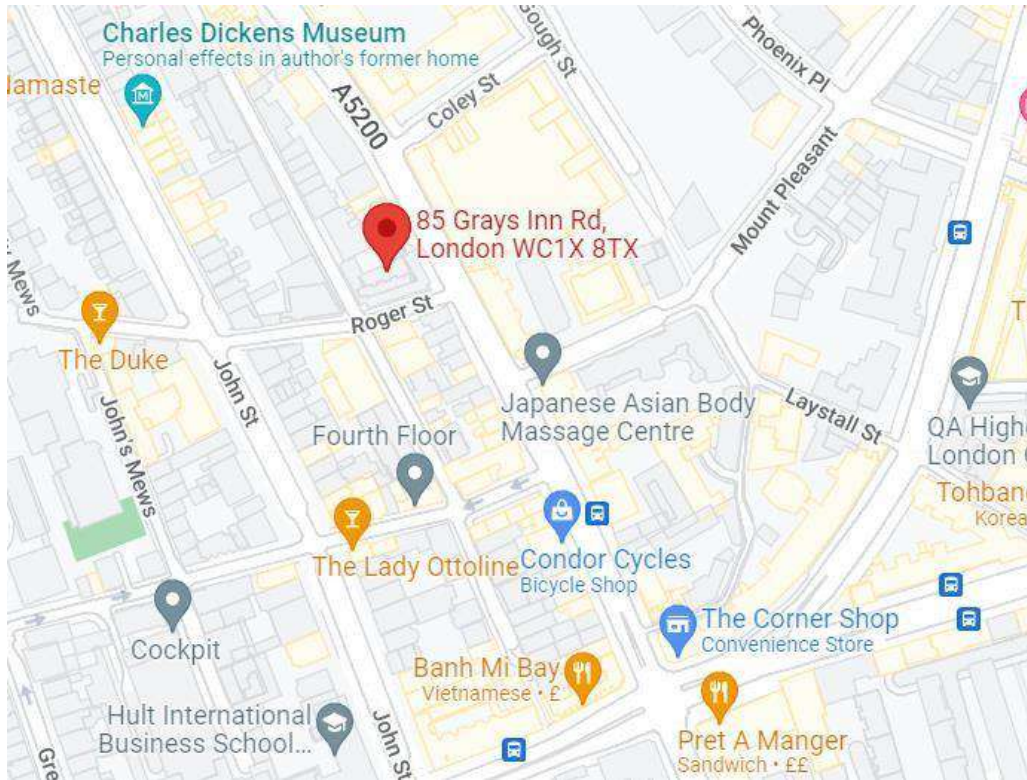 Charles Dickens Museum
Personal effects in author's former home
Gough St
Phoenix Pl
Namaste
A5200
Coley St
Mount Pleasant
85 Grays Inn Rd,
London WC1X 8TX
Mews
Roger St
The Duke
John St
Japanese Asian Body
Massage Centre
Laystall St
John's Mews
Fourth Floor
QA High
London
Tohban
Korea
The Lady Ottoline
Condor Cycles
Bicycle Shop
The Corner Shop
Convenience Store
Cockpit
Banh Mi Bay
Vietnamese • £
Hult International
Business School...
John St
Pret A Manger
Sandwich • ££
Gre